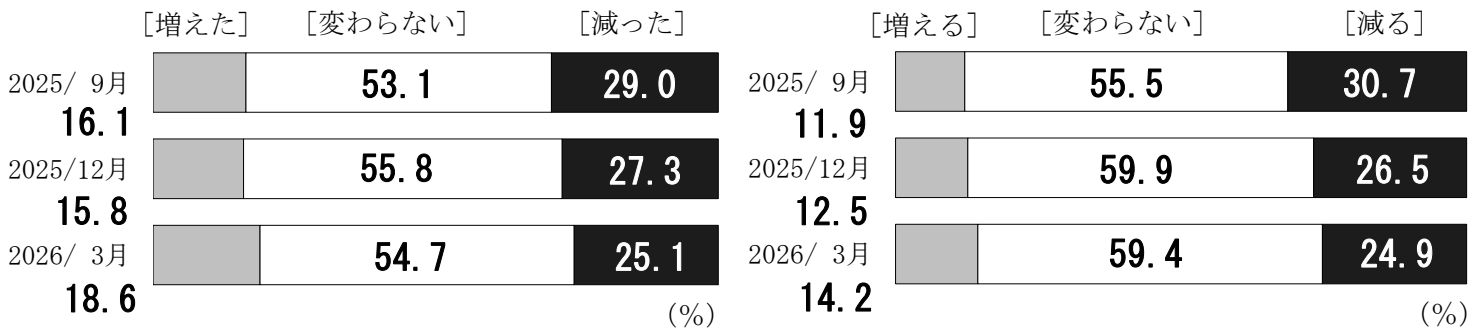 [増えた] [変わらない] [減った]
2025/ 9月 53.1 29.0
16.1
2025/12月 55.8 27.3
15.8
2026/ 3月 54.7 25.1
18.6
(%)
[増える] [変わらない] [減る]
2025/ 9月 55.5 30.7
11.9
2025/12月 59.9 26.5
12.5
2026/ 3月 59.4 24.9
14.2
(%)